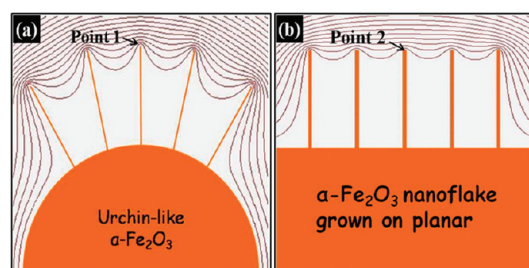 (a)
Point 1
Urchin-like
α-Fe₂O₃
(b)
Point 2
α-Fe₂O₃ nanoflake
grown on planar